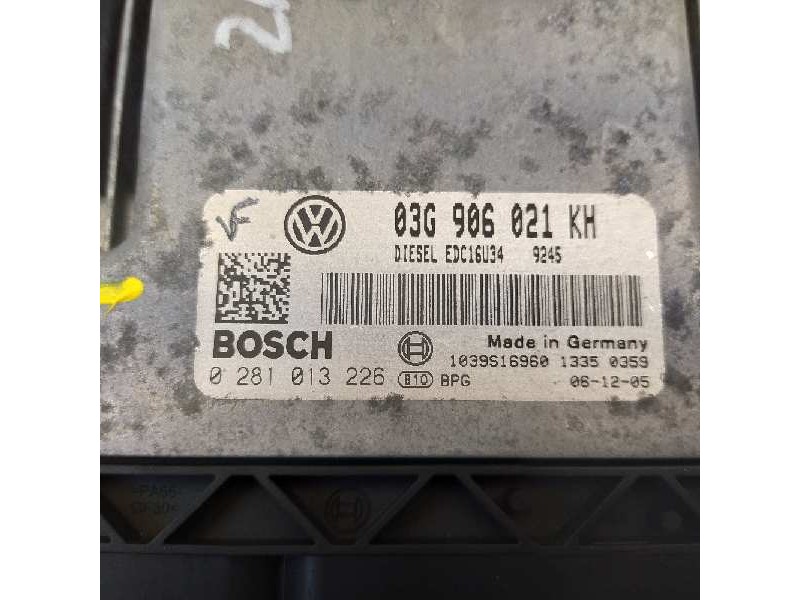 VF
03G 906 021 KH
DIESEL EDC16U34 9245
BOSCH
Made in Germany
1039S16960 1335 0359
0 281 013 226 B10 BPG
06-12-05